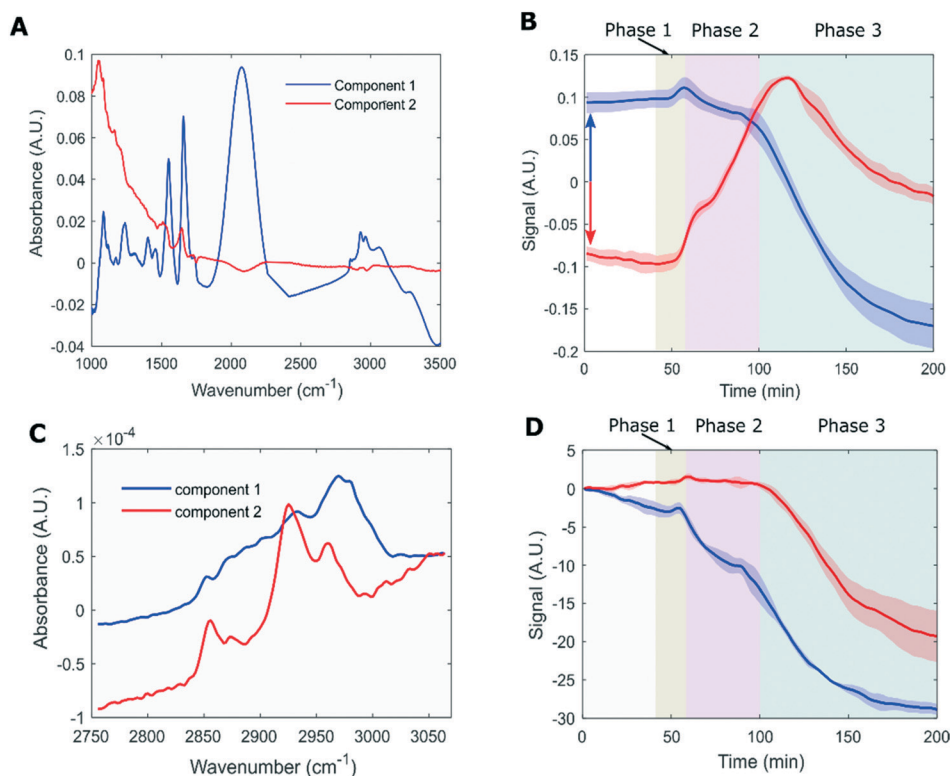 A
Absorbance (A.U.)
0.1
0.08
0.06
0.04
0.02
0
-0.02
-0.04
Component 1
Component 2
1000 1500 2000 2500 3000 3500
Wavenumber (cm-1)
B
Phase 1 Phase 2 Phase 3
Signal (A.U.)
0.15
0.1
0.05
0
-0.05
-0.1
-0.15
-0.2
0 50 100 150 200
Time (min)
C
×10-4
Absorbance (A.U.)
1.5
1
0.5
0
-0.5
-1
component 1
component 2
2750 2800 2850 2900 2950 3000 3050
Wavenumber (cm-1)
D
Phase 1 Phase 2 Phase 3
Signal (A.U.)
5
0
-5
-10
-15
-20
-25
-30
0 50 100 150 200
Time (min)